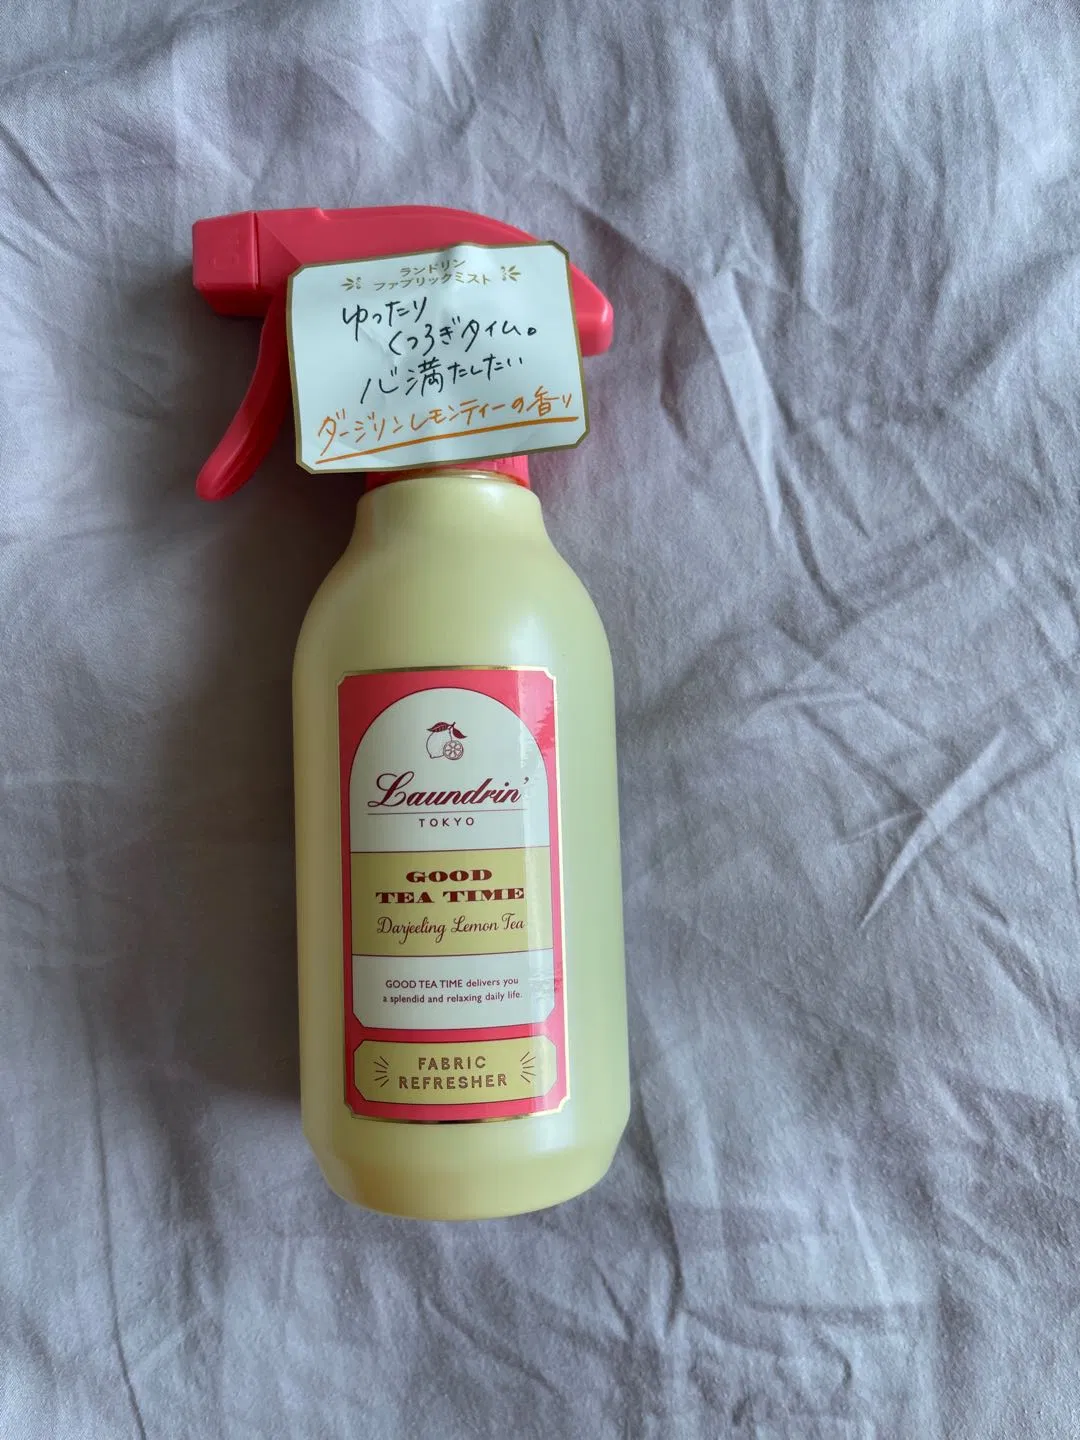 ランドリン
ファブリックミスト
ゆったり
くつろぎタイム。
心満たしたい
ダージリンレモンティーの香り
Laundrin'
TOKYO
GOOD
TEA TIME
Darjeeling Lemon Tea
GOOD TEA TIME delivers you
a splendid and relaxing daily life.
FABRIC
REFRESHER